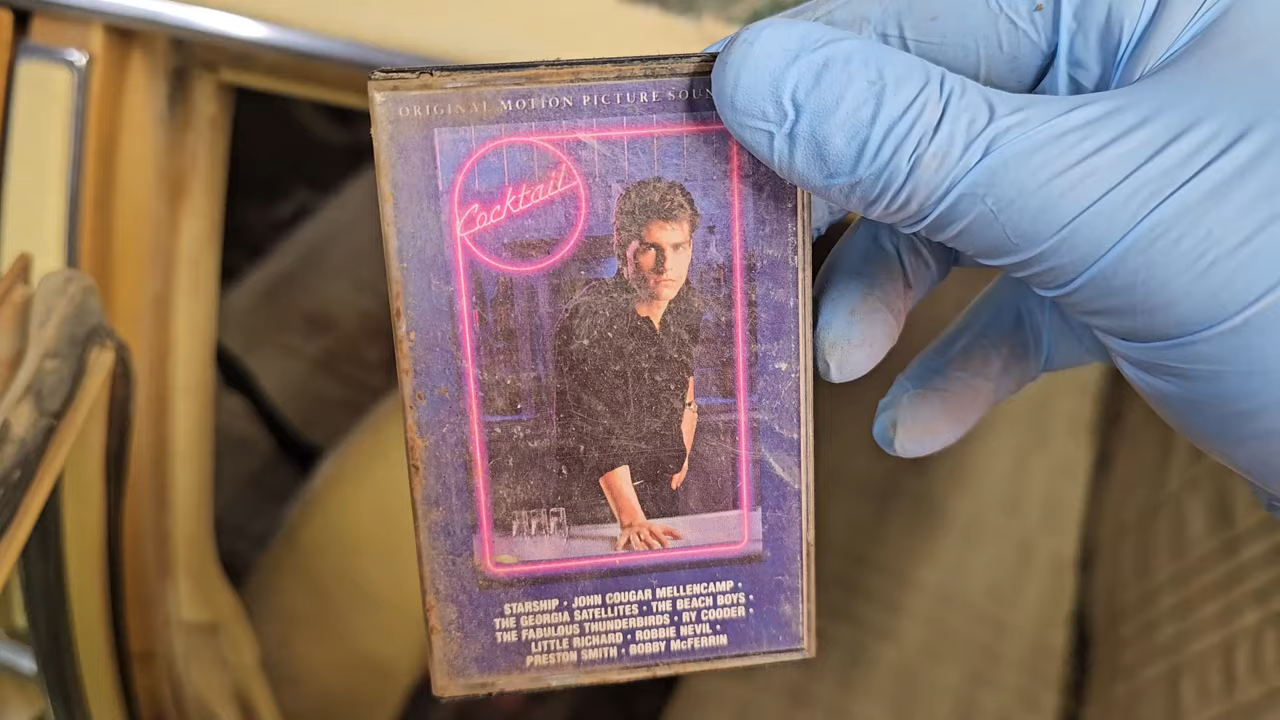 ORIGINAL MOTION PICTURE
Cocktail
STARSHIP · JOHN COUGAR MELLENCAMP ·
THE GEORGIA SATELLITES · THE BEACH BOYS ·
THE FABULOUS THUNDERBIRDS · RY COODER ·
LITTLE RICHARD · ROBBIE NEVIL ·
PRESTON SMITH · BOBBY McFERRIN